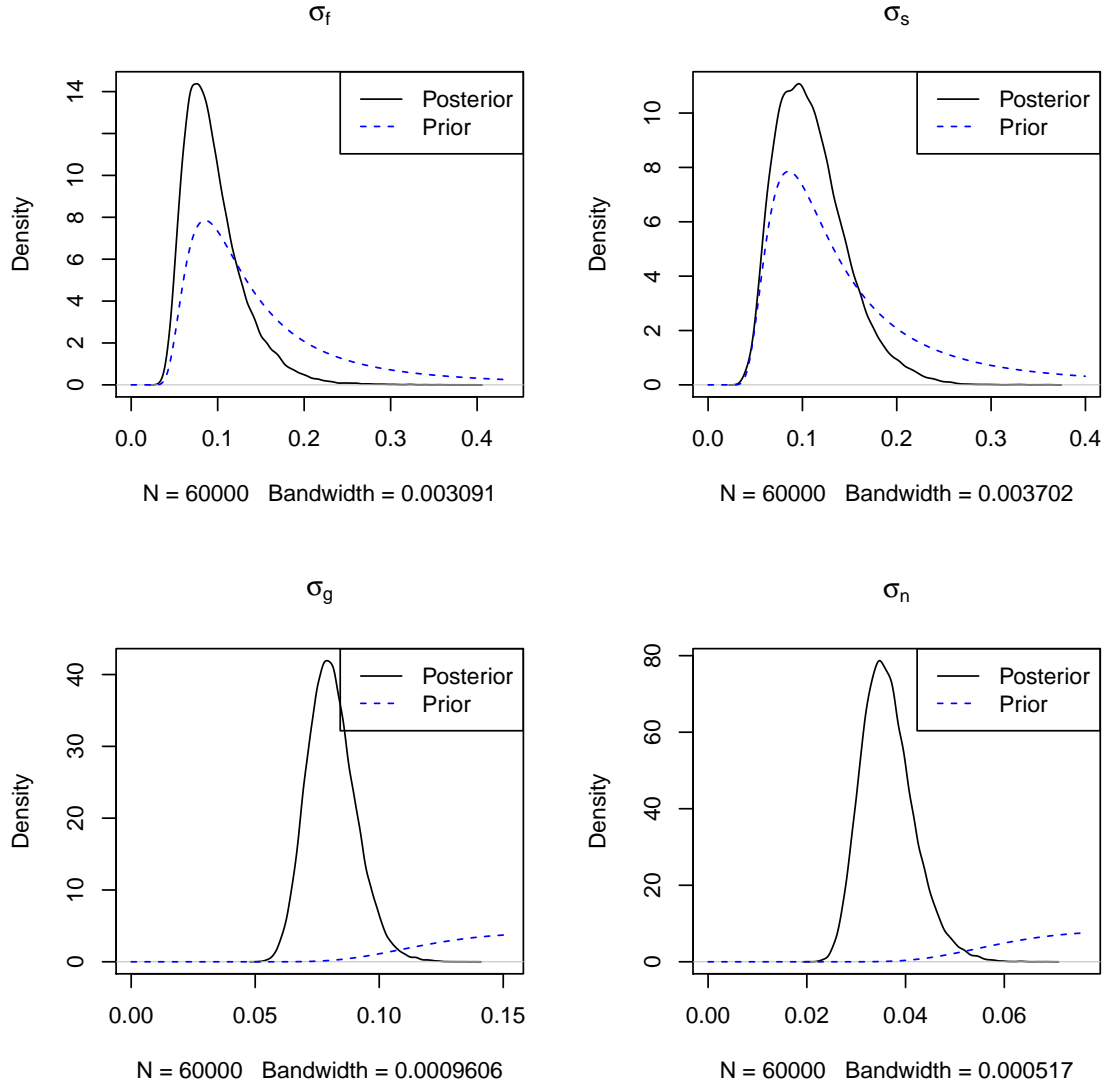 σf
Density
0 2 4 6 8 10 14
0.0 0.1 0.2 0.3 0.4
Posterior
Prior
N = 60000 Bandwidth = 0.003091
σs
Density
0 2 4 6 8 10
0.0 0.1 0.2 0.3 0.4
Posterior
Prior
N = 60000 Bandwidth = 0.003702
σg
Density
0 10 20 30 40
0.00 0.05 0.10 0.15
Posterior
Prior
N = 60000 Bandwidth = 0.0009606
σn
Density
0 20 40 60 80
0.00 0.02 0.04 0.06
Posterior
Prior
N = 60000 Bandwidth = 0.000517